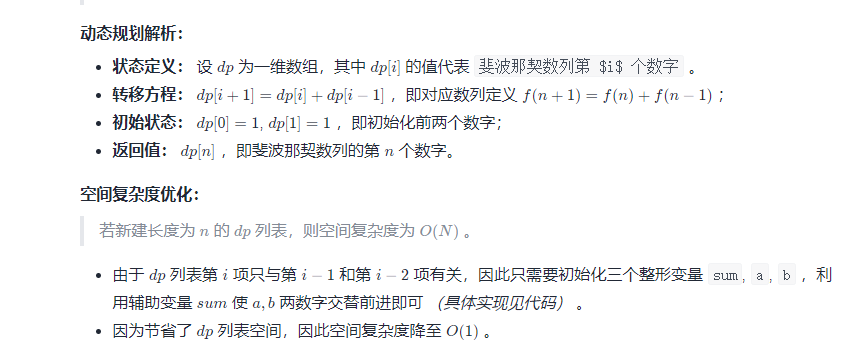 动态规划解析：
• 状态定义： 设 dp 为一维数组，其中 dp[i] 的值代表 斐波那契数列第 $i$ 个数字 。
• 转移方程： dp[i + 1] = dp[i] + dp[i − 1] ，即对应数列定义 f(n + 1) = f(n) + f(n − 1) ；
• 初始状态： dp[0] = 1, dp[1] = 1 ，即初始化前两个数字；
• 返回值： dp[n] ，即斐波那契数列的第 n 个数字。
空间复杂度优化：
若新建长度为 n 的 dp 列表，则空间复杂度为 O(N) 。
• 由于 dp 列表第 i 项只与第 i − 1 和第 i − 2 项有关，因此只需要初始化三个整形变量 sum, a, b ，利
用辅助变量 sum 使 a, b 两数字交替前进即可 （具体实现见代码） 。
• 因为节省了 dp 列表空间，因此空间复杂度降至 O(1) 。